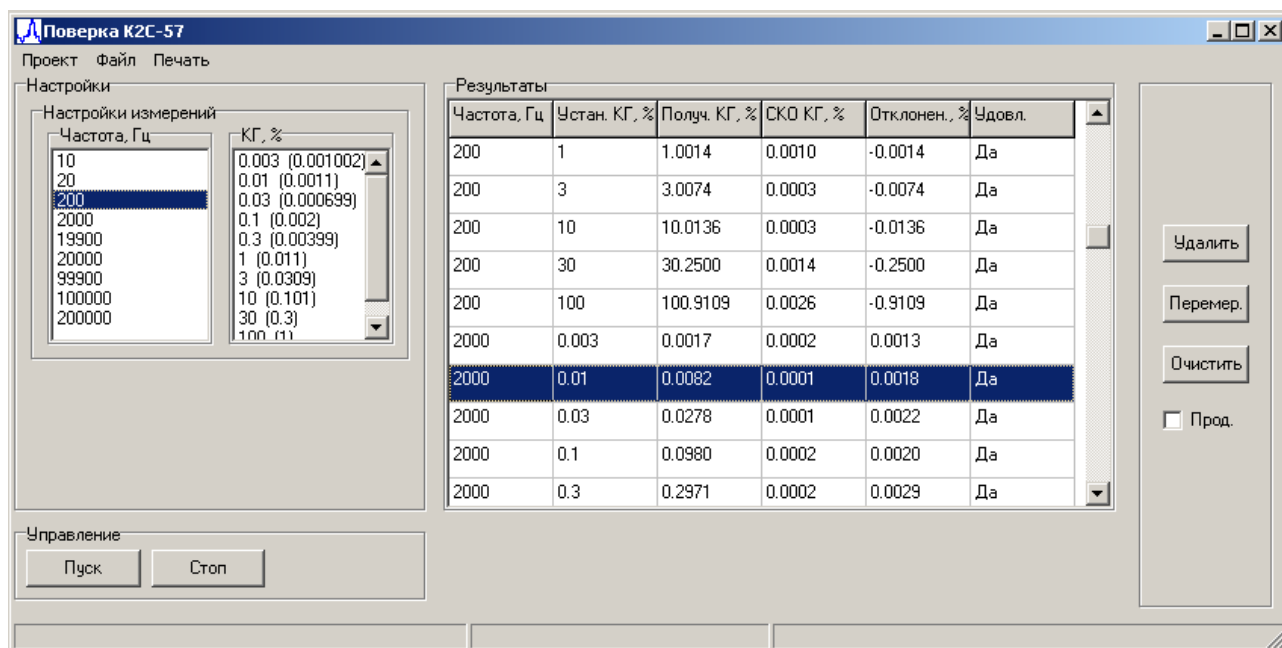 Поверка К2С-57
Проект Файл Печать
Настройки
Настройки измерений
Частота, Гц
10
20
200
2000
19900
20000
99900
100000
200000
КГ, %
0.003 (0.001002)
0.01 (0.0011)
0.03 (0.000699)
0.1 (0.002)
0.3 (0.00399)
1 (0.011)
3 (0.0309)
10 (0.101)
30 (0.3)
100 (1)
Управление
Пуск Стоп
Результаты
Частота, Гц Устан. КГ, % Получ. КГ, % СКО КГ, % Отклонен., % Удовл.
200 1 1.0014 0.0010 -0.0014 Да
200 3 3.0074 0.0003 -0.0074 Да
200 10 10.0136 0.0003 -0.0136 Да
200 30 30.2500 0.0014 -0.2500 Да
200 100 100.9109 0.0026 -0.9109 Да
2000 0.003 0.0017 0.0002 0.0013 Да
2000 0.01 0.0082 0.0001 0.0018 Да
2000 0.03 0.0278 0.0001 0.0022 Да
2000 0.1 0.0980 0.0002 0.0020 Да
2000 0.3 0.2971 0.0002 0.0029 Да
Удалить
Перемер.
Очистить
Прод.